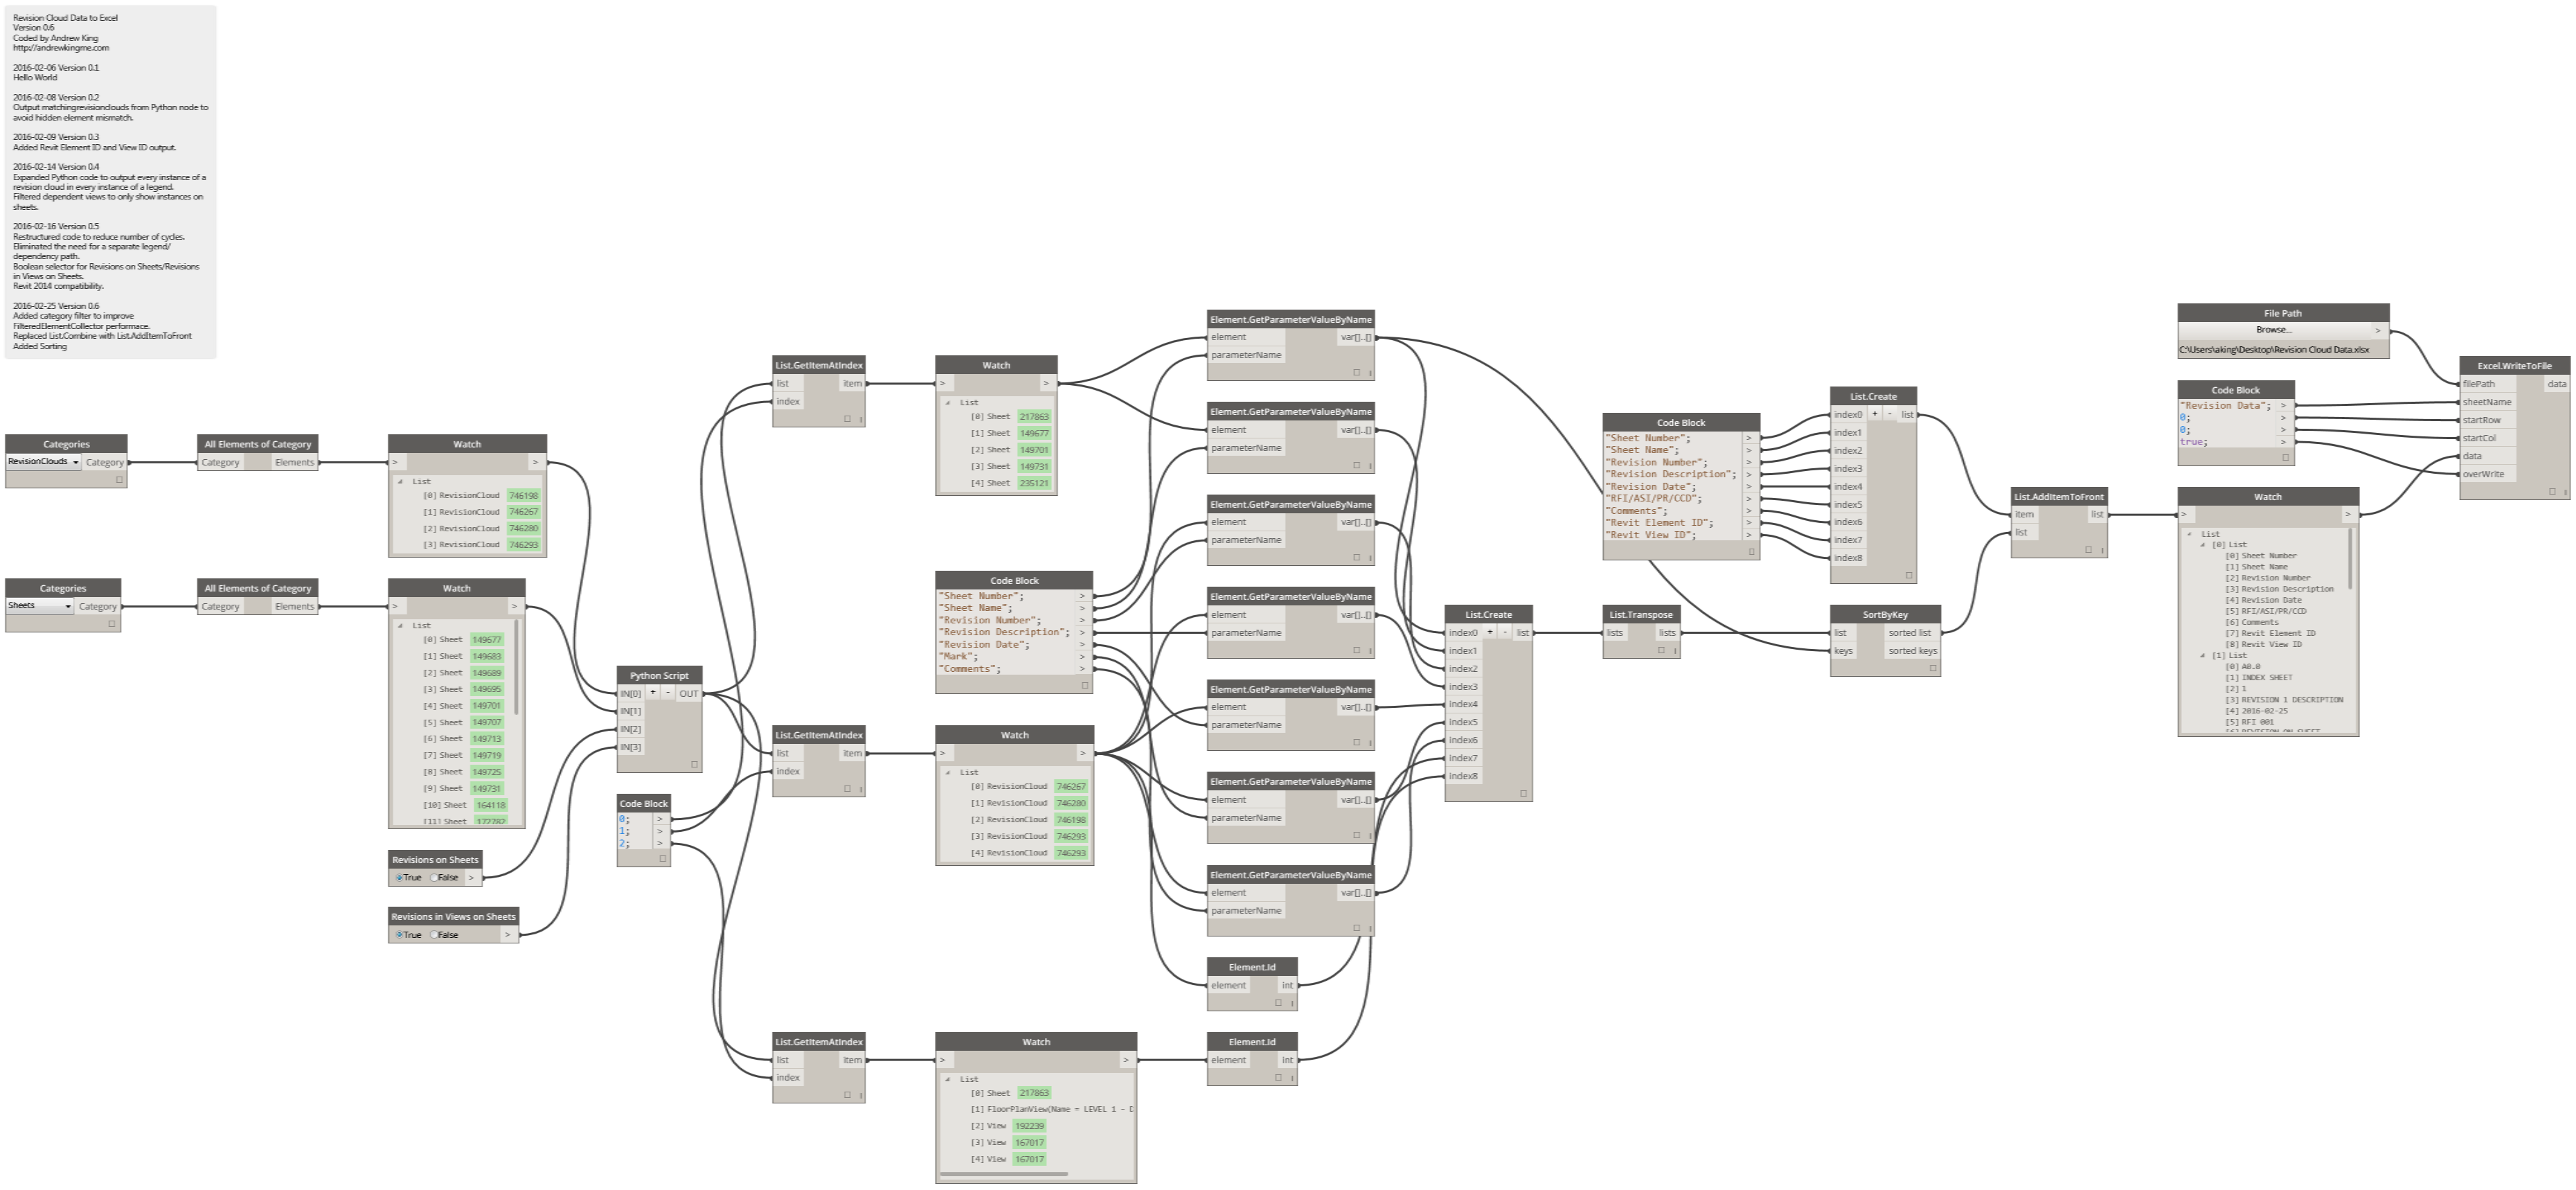 Revision Cloud Data to Excel
Version 0.6
Coded by Andrew King
http://andrewkingme.com
2016-02-06 Version 0.1
Hello World
2016-02-08 Version 0.2
Output matchingrevisionclouds from Python node to
avoid hidden element mismatch.
2016-02-09 Version 0.3
Added Revit Element ID and View ID output.
2016-02-14 Version 0.4
Expanded Python code to output every instance of a
revision cloud in every instance of a legend.
Filtered dependent views to only show instances on
sheets.
2016-02-16 Version 0.5
Restructured code to reduce number of cycles.
Eliminated the need for a separate legend/
dependency path.
Boolean selector for Revisions on Sheets/Revisions
in Views on Sheets.
Revit 2014 compatibility.
2016-02-25 Version 0.6
Added category filter to improve
FilteredElementCollector performace.
Replaced List.Combine with List.AddItemToFront
Added Sorting
Categories
RevisionClouds Category
All Elements of Category
Category Elements
Watch
> >
List
[0] RevisionCloud 746198
[1] RevisionCloud 746267
[2] RevisionCloud 746280
[3] RevisionCloud 746293
Categories
Sheets Category
All Elements of Category
Category Elements
Watch
> >
List
[0] Sheet 149677
[1] Sheet 149683
[2] Sheet 149689
[3] Sheet 149695
[4] Sheet 149701
[5] Sheet 149707
[6] Sheet 149713
[7] Sheet 149719
[8] Sheet 149725
[9] Sheet 149731
[10] Sheet 164118
[11] Sheet 172782
Revisions on Sheets
True False >
Revisions in Views on Sheets
True False >
Python Script
IN[0] + - OUT
IN[1]
IN[2]
IN[3]
Code Block
0; >
1; >
2; >
List.GetItemAtIndex
list item
index
Watch
> >
List
[0] Sheet 217863
[1] Sheet 149677
[2] Sheet 149701
[3] Sheet 149731
[4] Sheet 235121
Code Block
"Sheet Number"; >
"Sheet Name"; >
"Revision Number"; >
"Revision Description"; >
"Revision Date"; >
"Mark"; >
"Comments"; >
List.GetItemAtIndex
list item
index
Watch
> >
List
[0] RevisionCloud 746267
[1] RevisionCloud 746280
[2] RevisionCloud 746198
[3] RevisionCloud 746293
[4] RevisionCloud 746293
List.GetItemAtIndex
list item
index
Watch
> >
List
[0] Sheet 217863
[1] FloorPlanView(Name = LEVEL 1 - D
[2] View 192239
[3] View 167017
[4] View 167017
Element.GetParameterValueByName
element var[]..[]
parameterName
Element.GetParameterValueByName
element var[]..[]
parameterName
Element.GetParameterValueByName
element var[]..[]
parameterName
Element.GetParameterValueByName
element var[]..[]
parameterName
Element.GetParameterValueByName
element var[]..[]
parameterName
Element.GetParameterValueByName
element var[]..[]
parameterName
Element.GetParameterValueByName
element var[]..[]
parameterName
Element.Id
element int
Element.Id
element int
List.Create
index0 + - list
index1
index2
index3
index4
index5
index6
index7
index8
Code Block
"Sheet Number"; >
"Sheet Name"; >
"Revision Number"; >
"Revision Description"; >
"Revision Date"; >
"RFI/ASI/PR/CCD"; >
"Comments"; >
"Revit Element ID"; >
"Revit View ID"; >
List.Transpose
lists lists
List.Create
index0 + - list
index1
index2
index3
index4
index5
index6
index7
index8
SortByKey
list sorted list
keys sorted keys
List.AddItemToFront
item list
list
File Path
Browse... >
C:\Users\aking\Desktop\Revision Cloud Data.xlsx
Code Block
"Revision Data"; >
0; >
0; >
true; >
Watch
> >
List
[0] List
[0] Sheet Number
[1] Sheet Name
[2] Revision Number
[3] Revision Description
[4] Revision Date
[5] RFI/ASI/PR/CCD
[6] Comments
[7] Revit Element ID
[8] Revit View ID
[1] List
[0] A0.0
[1] INDEX SHEET
[2] 1
[3] REVISION 1 DESCRIPTION
[4] 2016-02-25
[5] RFI 001
[6] REVISION ON SHEET
Excel.WriteToFile
filePath data
sheetName
startRow
startCol
data
overWrite